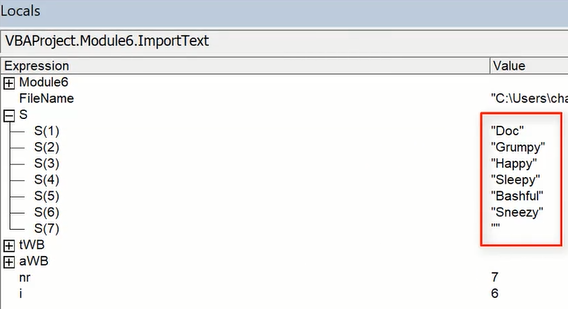 Locals
VBAProject.Module6.ImportText
Expression Value
Module6
FileName "C:\Users\cha
S
S(1) "Doc"
S(2) "Grumpy"
S(3) "Happy"
S(4) "Sleepy"
S(5) "Bashful"
S(6) "Sneezy"
S(7) ""
tWB
aWB
nr 7
i 6